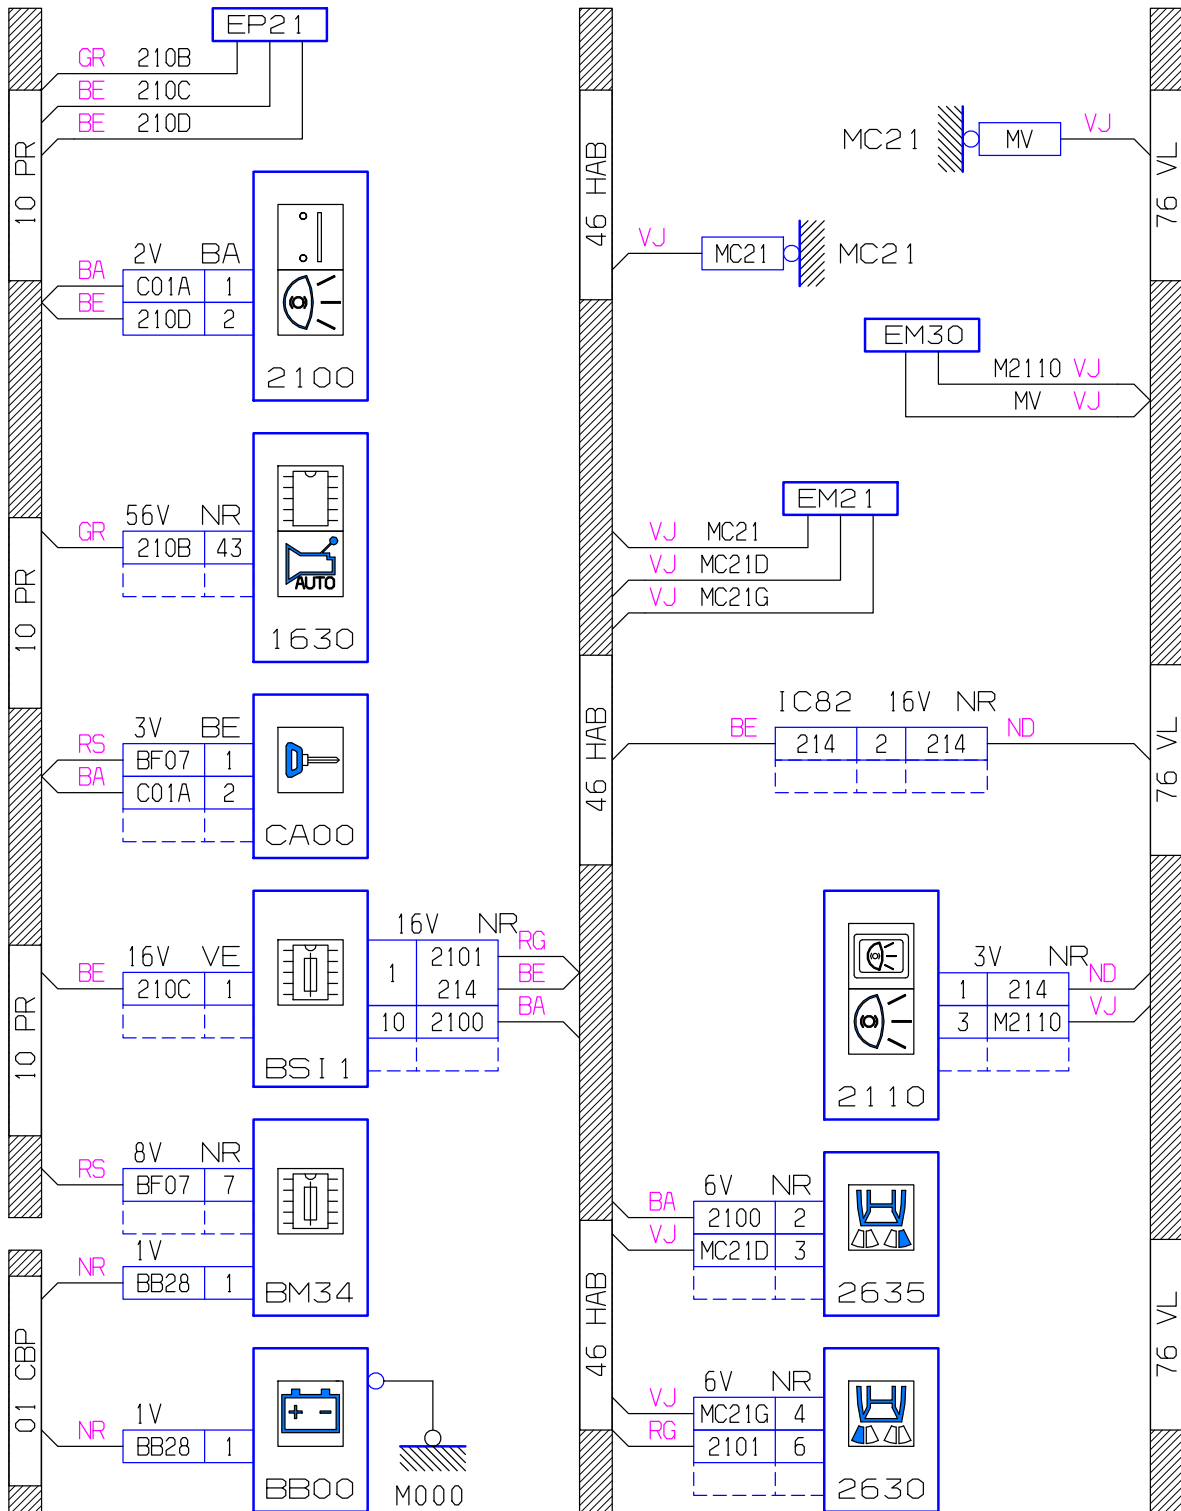 EP21
GR 210B
BE 210C
BE 210D
10 PR
2V BA
BA C01A 1
BE 210D 2
2100
56V NR
GR 210B 43
AUTO
1630
10 PR
3V BE
RS BF07 1
BA C01A 2
CA00
16V VE
BE 210C 1
BSI1
16V NR
1 2101 RG
214 BE
10 2100 BA
10 PR
8V NR
RS BF07 7
1V
NR BB28 1
BM34
01 CBP
1V
NR BB28 1
+ -
BB00
M000
46 HAB
MC21 MV VJ
76 VL
VJ MC21 MC21
EM30
M2110 VJ
MV VJ
EM21
VJ MC21
VJ MC21D
VJ MC21G
46 HAB
IC82 16V NR
BE 214 2 214 ND
76 VL
3V NR
1 214 ND
3 M2110 VJ
2110
6V NR
BA 2100 2
VJ MC21D 3
2635
46 HAB
76 VL
6V NR
VJ MC21G 4
RG 2101 6
2630